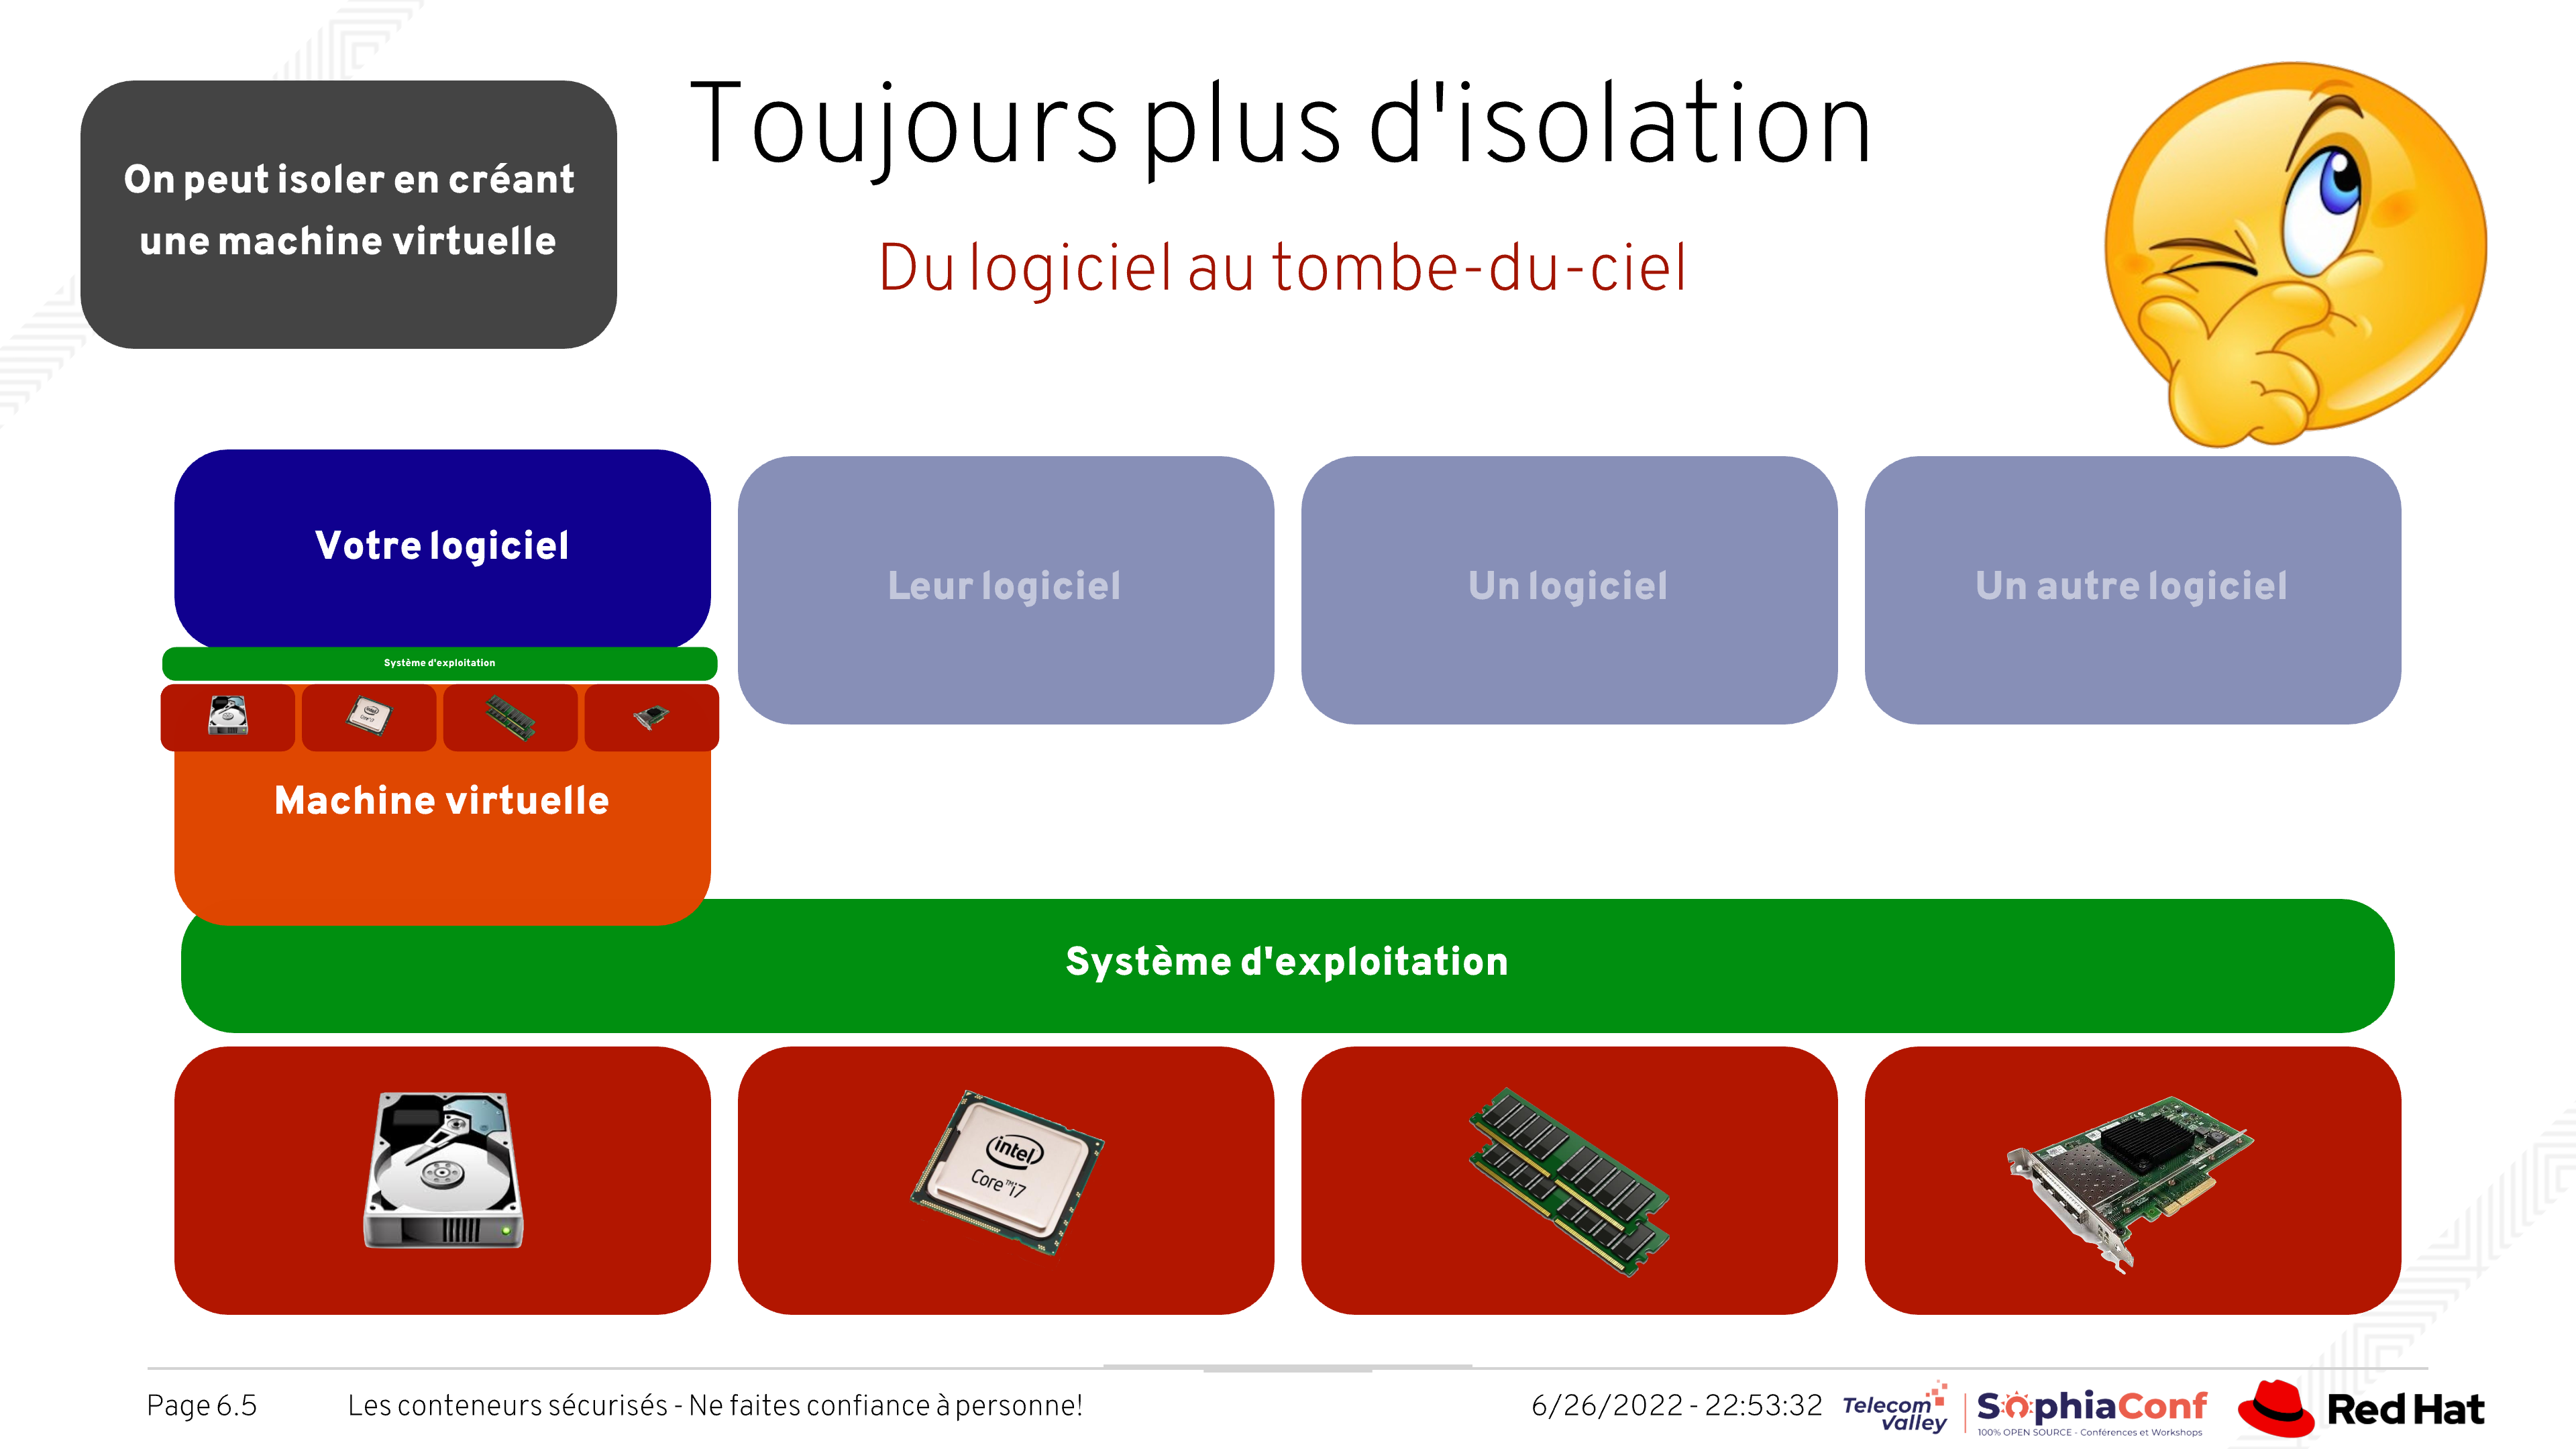 Toujours plus d'isolation
On peut isoler en créant
une machine virtuelle
Du logiciel au tombe-du-ciel
Votre logiciel
Leur logiciel
Un logiciel
Un autre logiciel
Système d'exploitation
Machine virtuelle
Système d'exploitation
intel
Core™i7
Page 6.5
Les conteneurs sécurisés - Ne faites confiance à personne!
6/26/2022 - 22:53:32
Telecom
Valley
SophiaConf
100% OPEN SOURCE - Conférences et Workshops
Red Hat